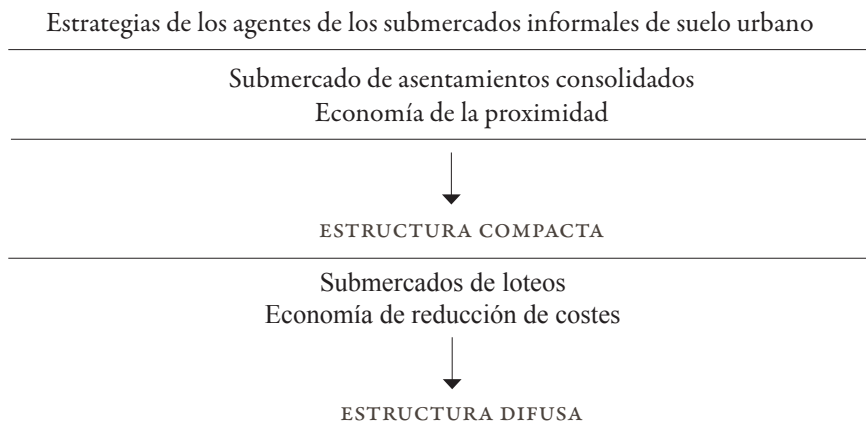 Estrategias de los agentes de los submercados informales de suelo urbano
Submercado de asentamientos consolidados
Economía de la proximidad
ESTRUCTURA COMPACTA
Submercados de loteos
Economía de reducción de costes
ESTRUCTURA DIFUSA